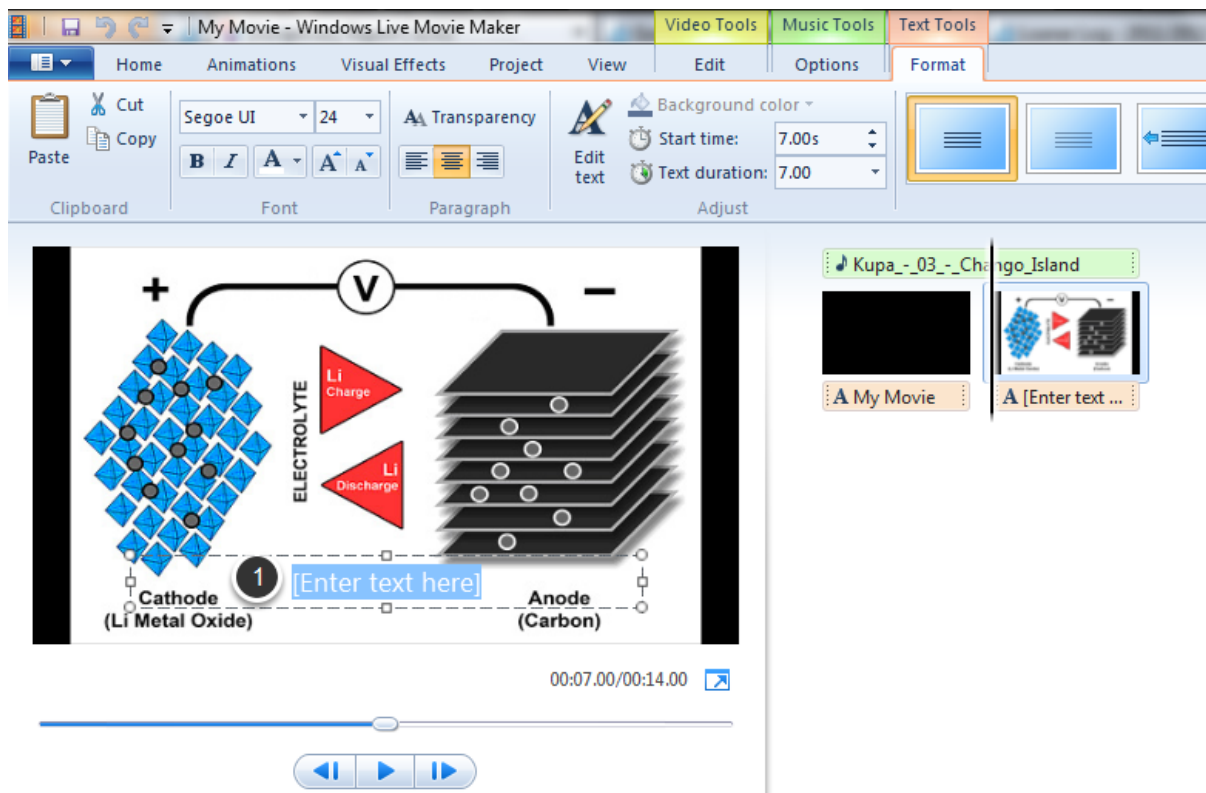 My Movie - Windows Live Movie Maker
Video Tools Music Tools Text Tools
Home Animations Visual Effects Project View Edit Options Format
Paste
Cut
Copy
Clipboard
Segoe UI 24
B I A A A
Font
AA Transparency
Paragraph
Edit text
Background color
Start time: 7.00s
Text duration: 7.00
Adjust
+ V −
Li
Charge
ELECTROLYTE
Li
Discharge
1 [Enter text here]
Cathode
(Li Metal Oxide)
Anode
(Carbon)
00:07.00/00:14.00
Kupa_-_03_-_Chango_Island
A My Movie
A [Enter text ...